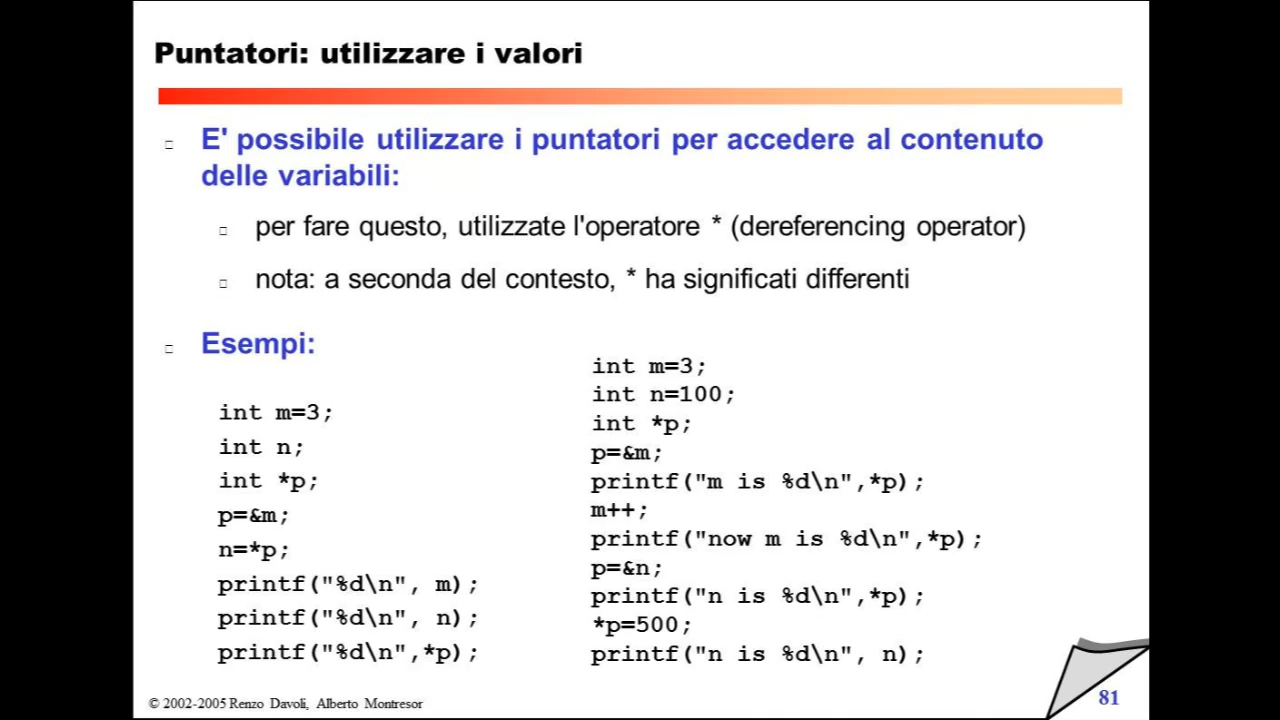 Puntatori: utilizzare i valori
E' possibile utilizzare i puntatori per accedere al contenuto
delle variabili:
per fare questo, utilizzate l'operatore * (dereferencing operator)
nota: a seconda del contesto, * ha significati differenti
Esempi:
int m=3;
int n;
int *p;
p=&m;
n=*p;
printf("%d\n", m);
printf("%d\n", n);
printf("%d\n",*p);
int m=3;
int n=100;
int *p;
p=&m;
printf("m is %d\n",*p);
m++;
printf("now m is %d\n",*p);
p=&n;
printf("n is %d\n",*p);
*p=500;
printf("n is %d\n", n);
© 2002-2005 Renzo Davoli, Alberto Montresor
81